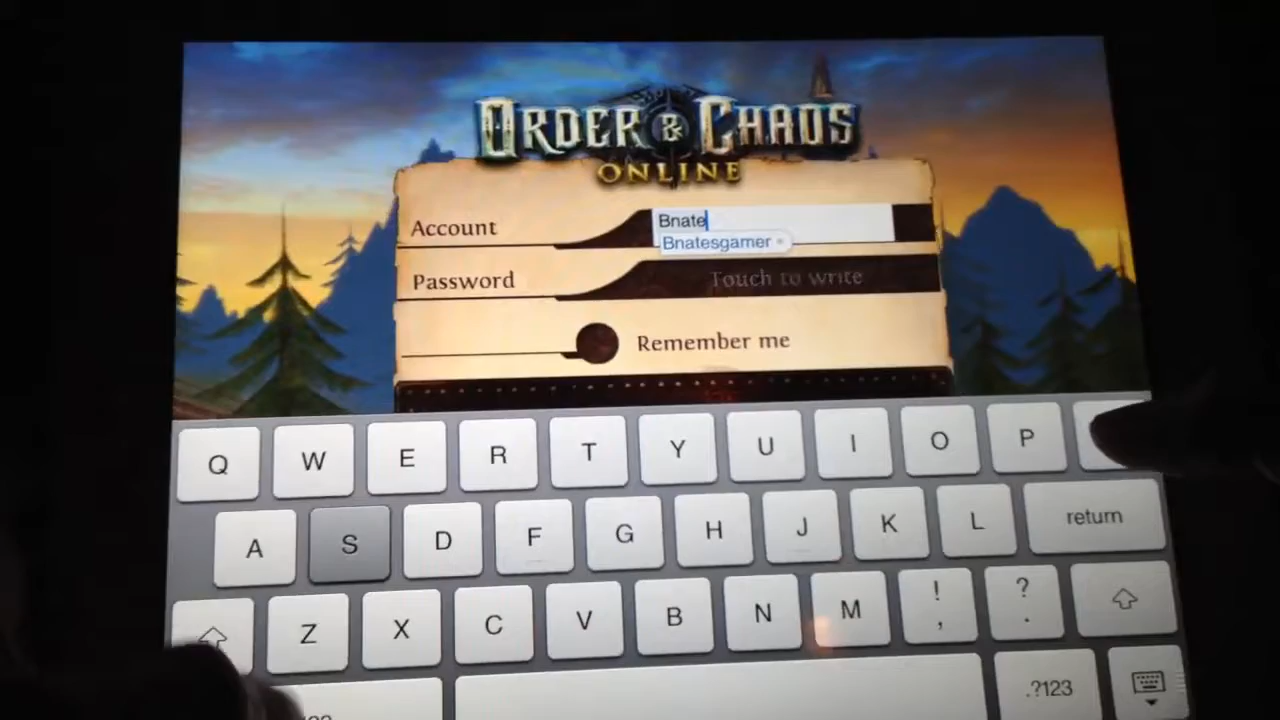 ORDER & CHAOS
ONLINE
Account
Bnate
Bnatesgamer ×
Password
Touch to write
Remember me
Q W E R T Y U I O P
A S D F G H J K L return
Z X C V B N M ! , ? .
.?123